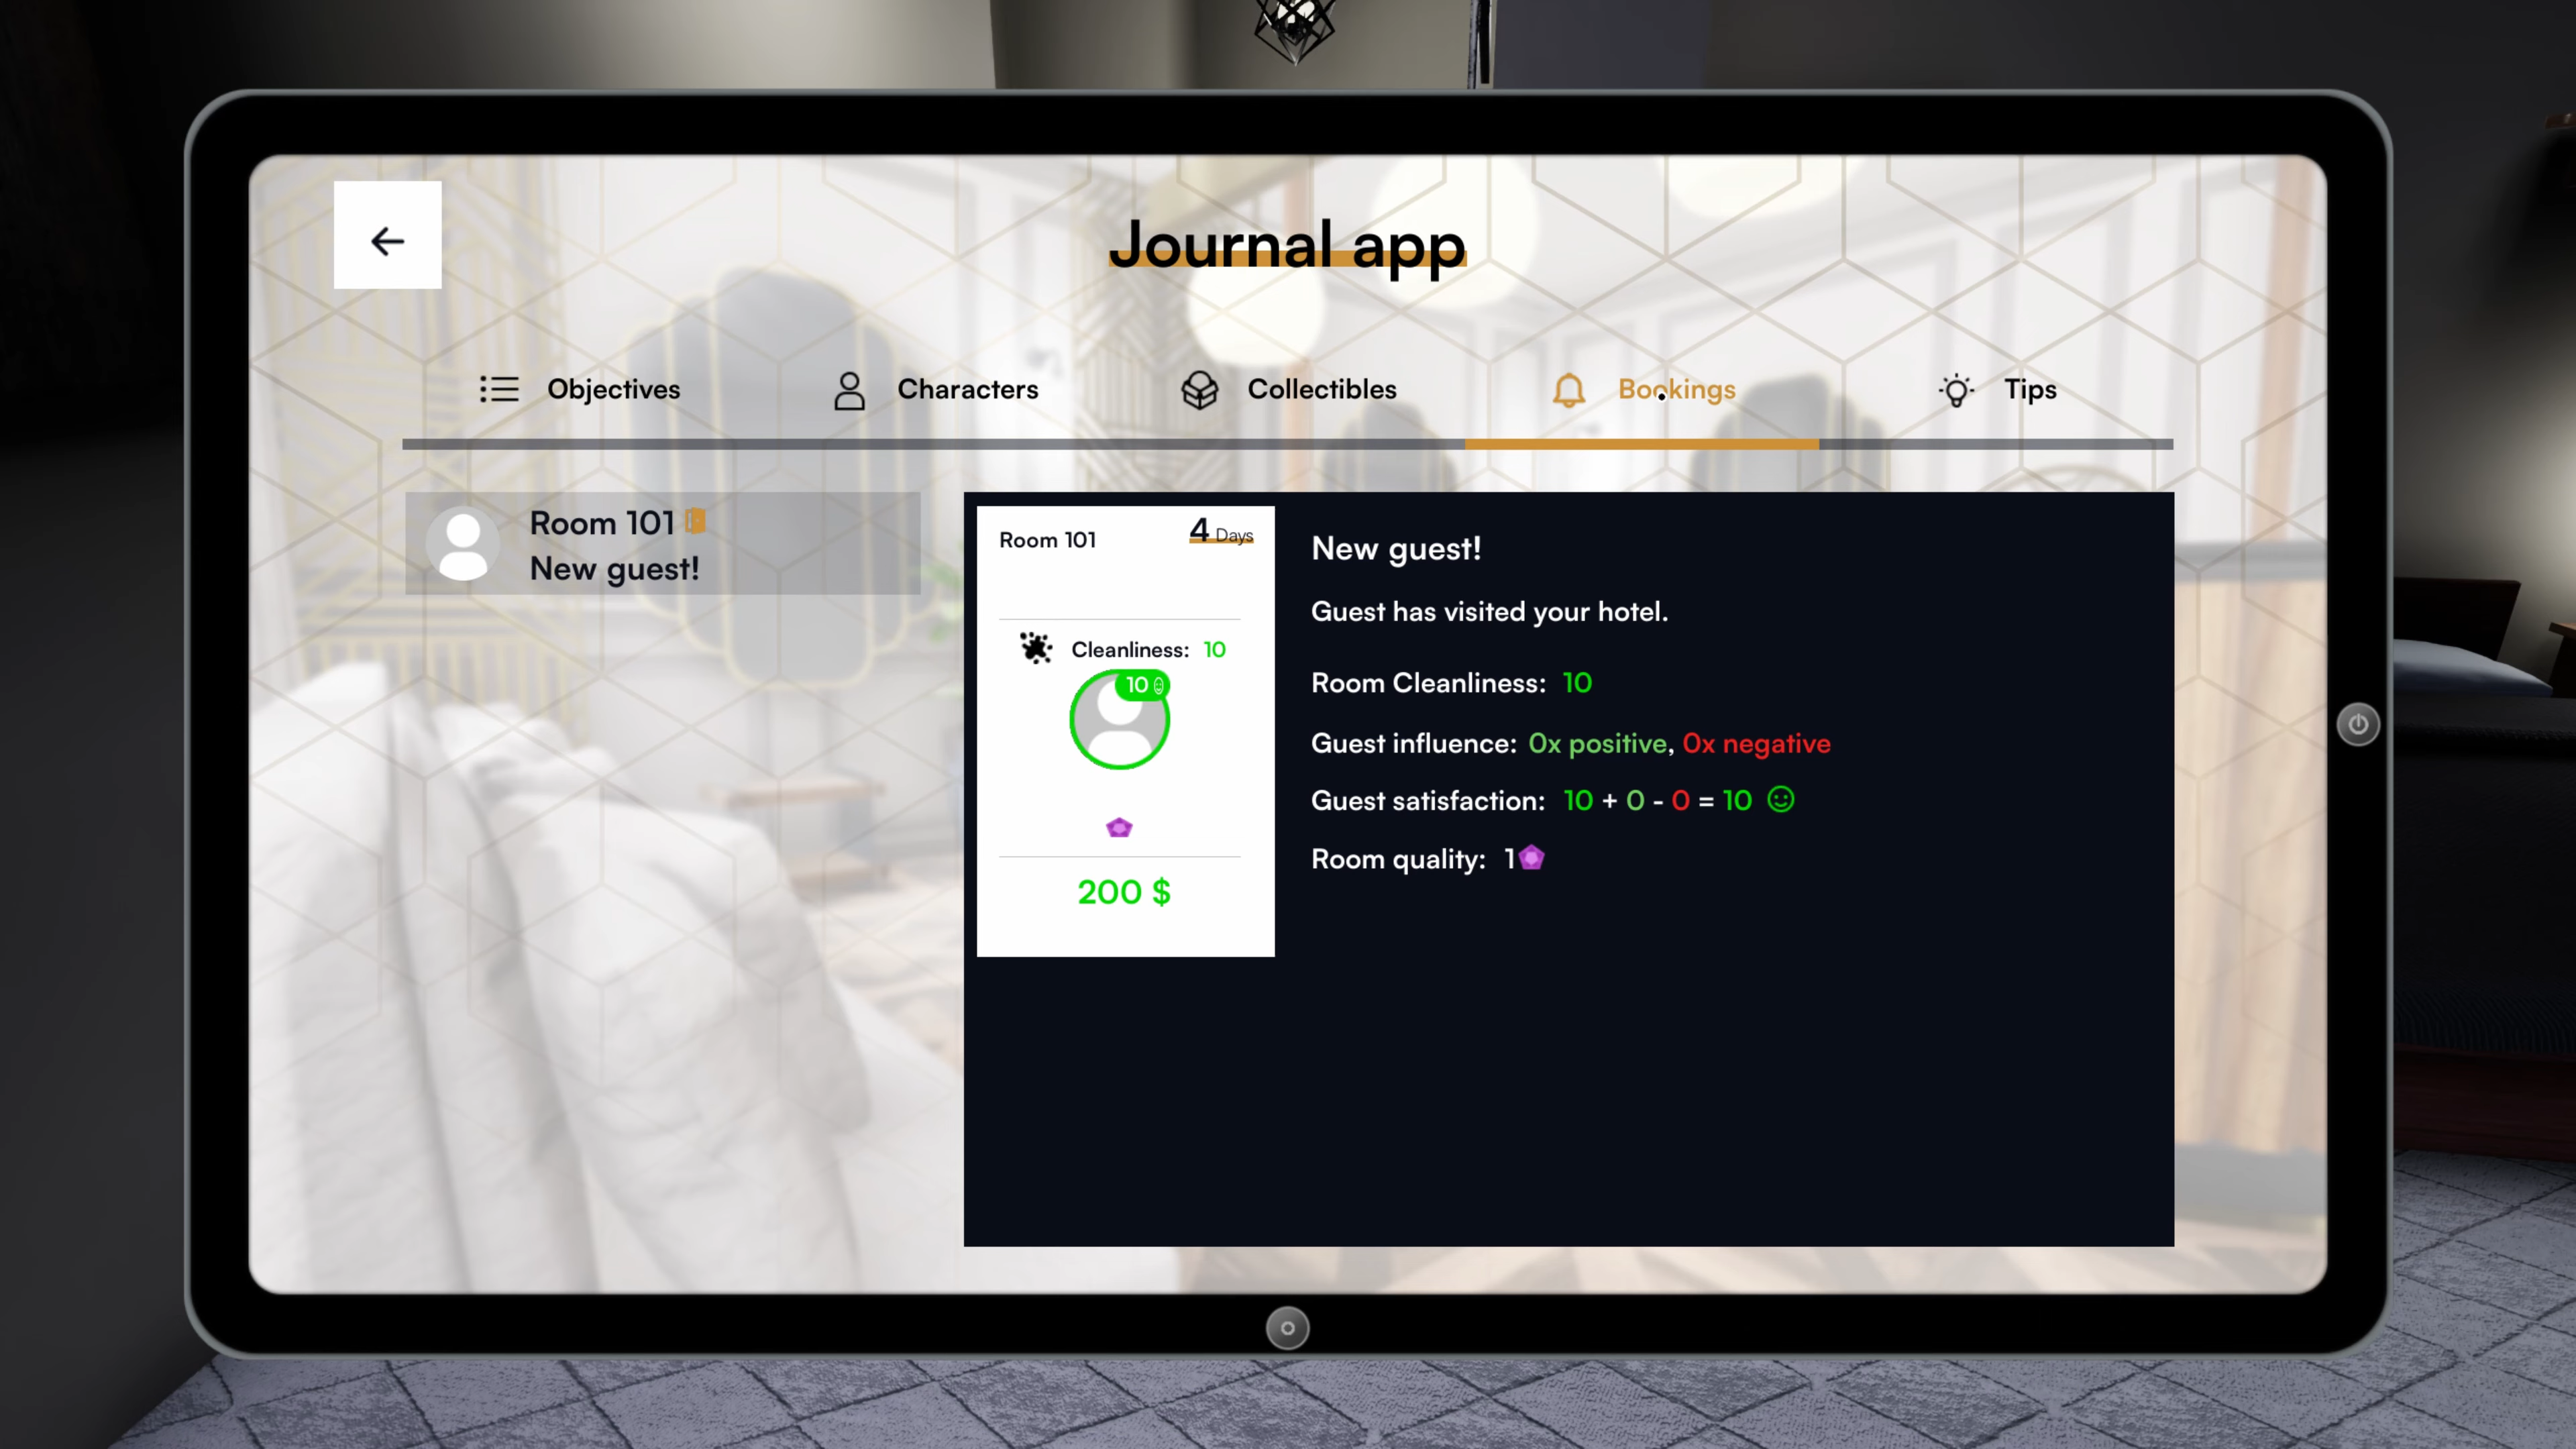 Journal app
Objectives
Characters
Collectibles
Bookings
Tips
Room 101
New guest!
Room 101
4 Days
Cleanliness: 10
10
200 $
New guest!
Guest has visited your hotel.
Room Cleanliness: 10
Guest influence: 0x positive, 0x negative
Guest satisfaction: 10 + 0 - 0 = 10
Room quality: 1